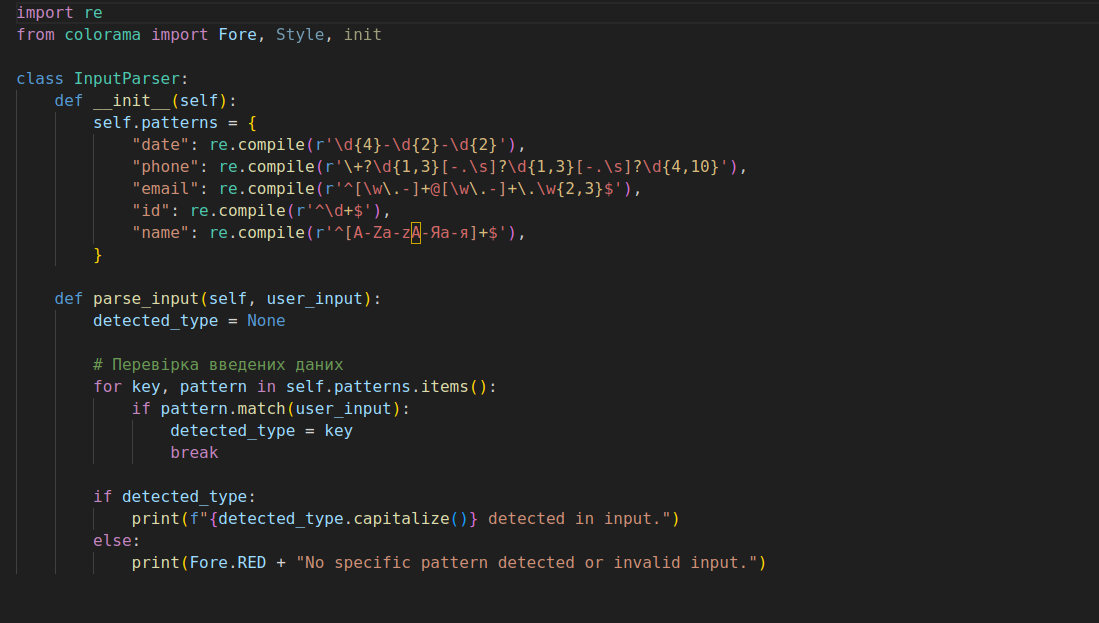 import re
from colorama import Fore, Style, init
class InputParser:
    def __init__(self):
        self.patterns = {
            "date": re.compile(r'\d{4}-\d{2}-\d{2}'),
            "phone": re.compile(r'\+?\d{1,3}[-.\s]?\d{1,3}[-.\s]?\d{4,10}'),
            "email": re.compile(r'^[\w\.-]+@[\w\.-]+\.\w{2,3}$'),
            "id": re.compile(r'^\d+$'),
            "name": re.compile(r'^[A-Za-zА-Яа-я]+$'),
        }
    def parse_input(self, user_input):
        detected_type = None
        # Перевірка введених даних
        for key, pattern in self.patterns.items():
            if pattern.match(user_input):
                detected_type = key
                break
        if detected_type:
            print(f"{detected_type.capitalize()} detected in input.")
        else:
            print(Fore.RED + "No specific pattern detected or invalid input.")